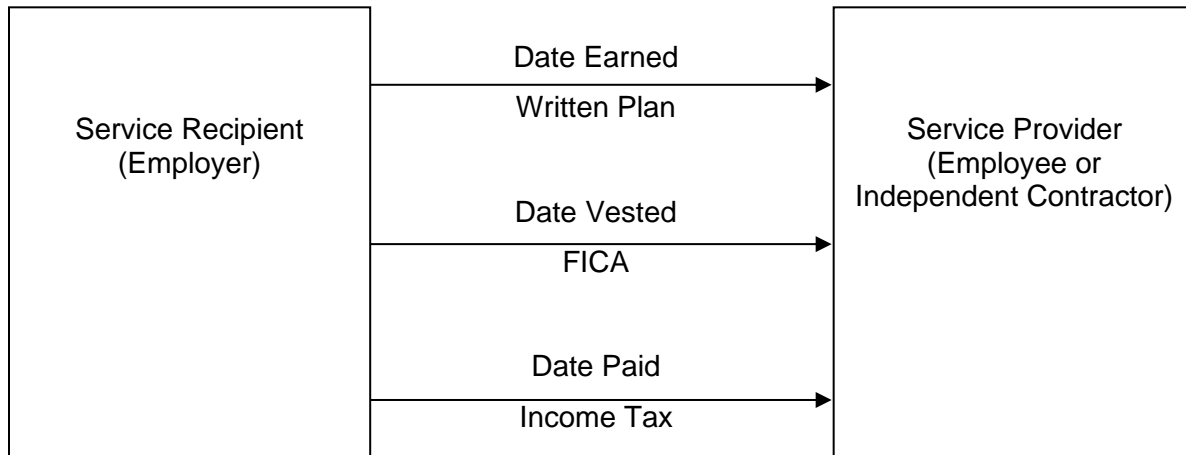 Service Recipient
(Employer)
Date Earned
Written Plan
Date Vested
FICA
Date Paid
Income Tax
Service Provider
(Employee or
Independent Contractor)